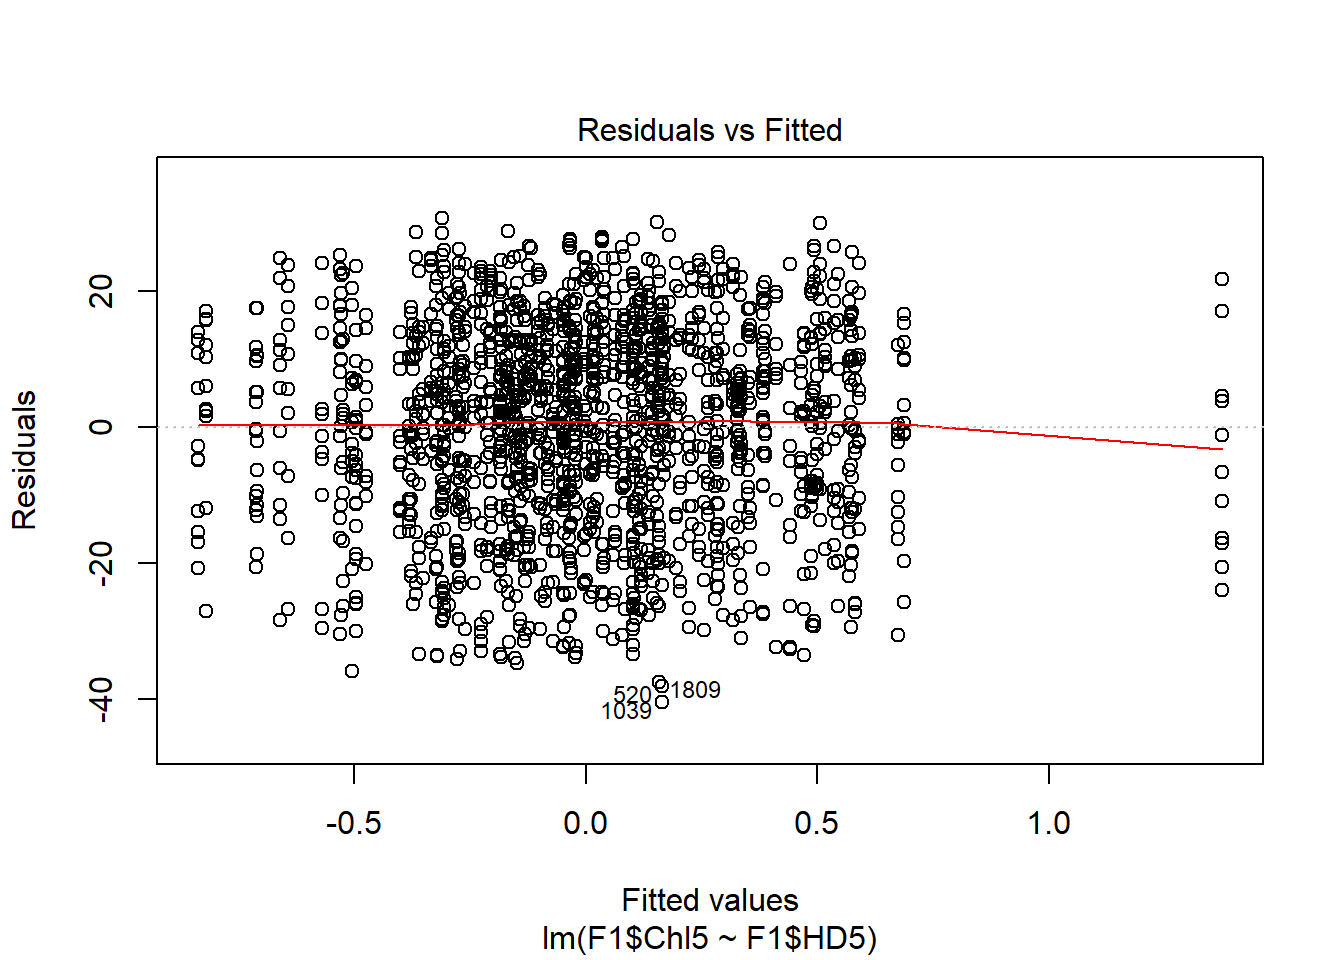 Residuals vs Fitted
Residuals
20
0
-20
-40
520
1809
1039
-0.5
0.0
0.5
1.0
Fitted values
lm(F1$Chl5 ~ F1$HD5)